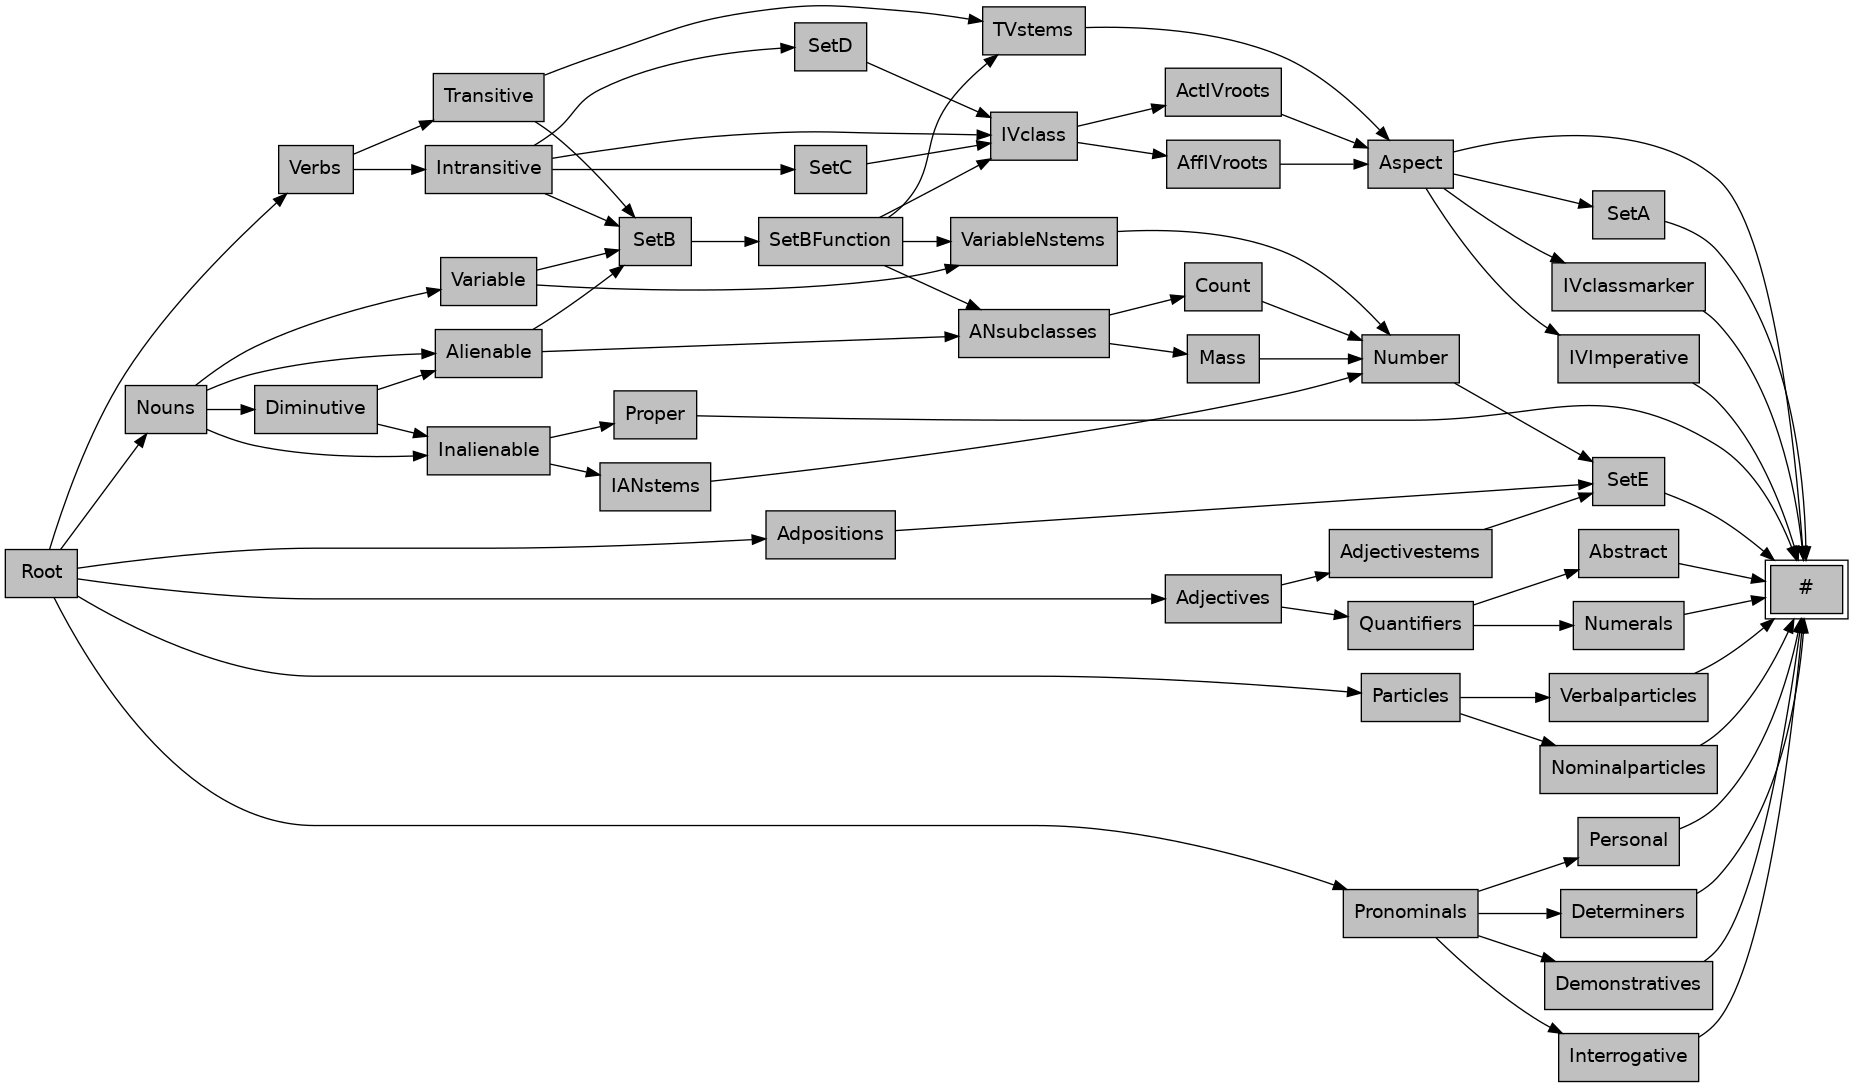 TVstems
SetD
Transitive
ActIVroots
IVclass
Verbs
Intransitive
SetC
AffIVroots
Aspect
SetA
SetB
SetBFunction
VariableNstems
Variable
Count
IVclassmarker
ANsubclasses
Alienable
Mass
Number
IVImperative
Nouns
Diminutive
Proper
Inalienable
IANstems
SetE
Adpositions
Adjectivestems
Abstract
Root
Adjectives
#
Quantifiers
Numerals
Particles
Verbalparticles
Nominalparticles
Personal
Pronominals
Determiners
Demonstratives
Interrogative